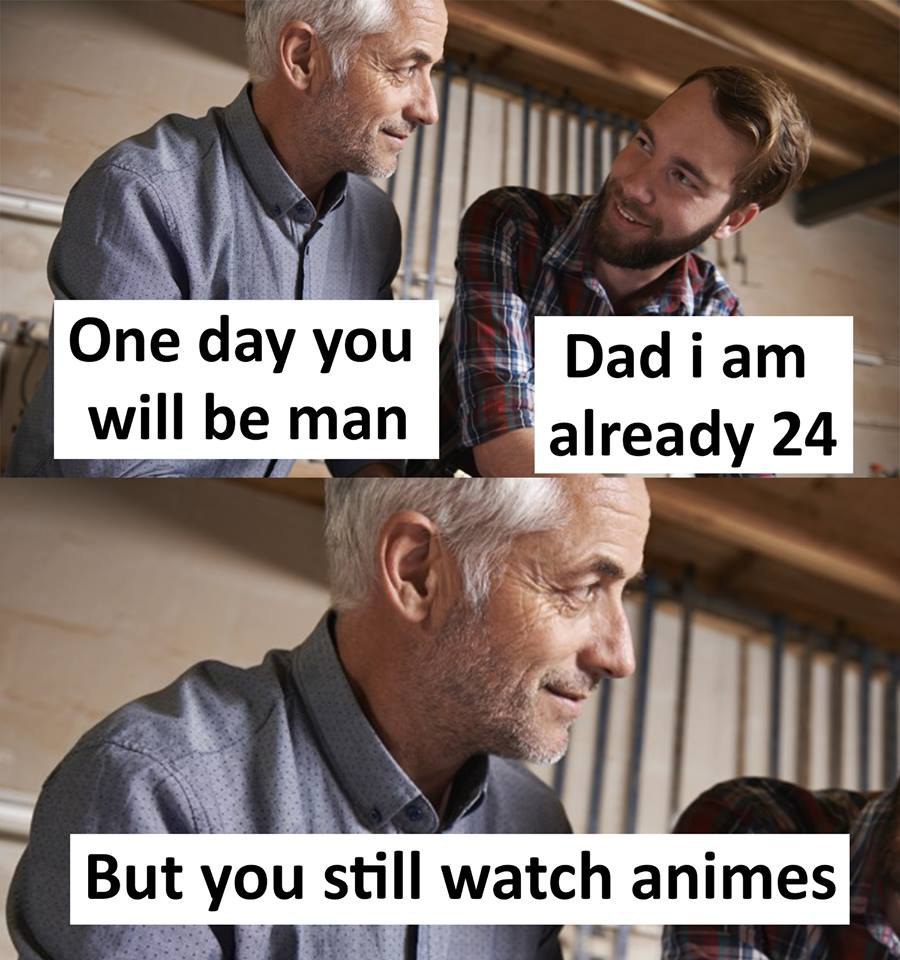 One day you
will be man
Dad i am
already 24
But you still watch animes